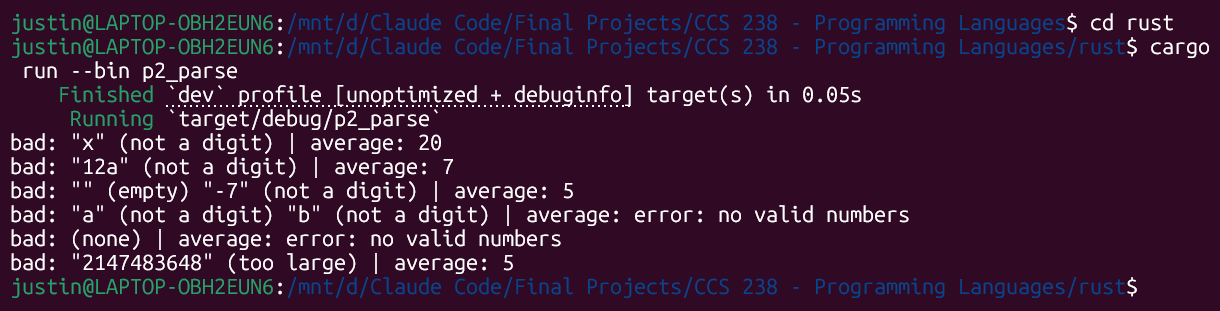 justin@LAPTOP-OBH2EUN6:/mnt/d/Claude Code/Final Projects/CCS 238 - Programming Languages$ cd rust
justin@LAPTOP-OBH2EUN6:/mnt/d/Claude Code/Final Projects/CCS 238 - Programming Languages/rust$ cargo
 run --bin p2_parse
    Finished `dev` profile [unoptimized + debuginfo] target(s) in 0.05s
     Running `target/debug/p2_parse`
bad: "x" (not a digit) | average: 20
bad: "12a" (not a digit) | average: 7
bad: "" (empty) "-7" (not a digit) | average: 5
bad: "a" (not a digit) "b" (not a digit) | average: error: no valid numbers
bad: (none) | average: error: no valid numbers
bad: "2147483648" (too large) | average: 5
justin@LAPTOP-OBH2EUN6:/mnt/d/Claude Code/Final Projects/CCS 238 - Programming Languages/rust$